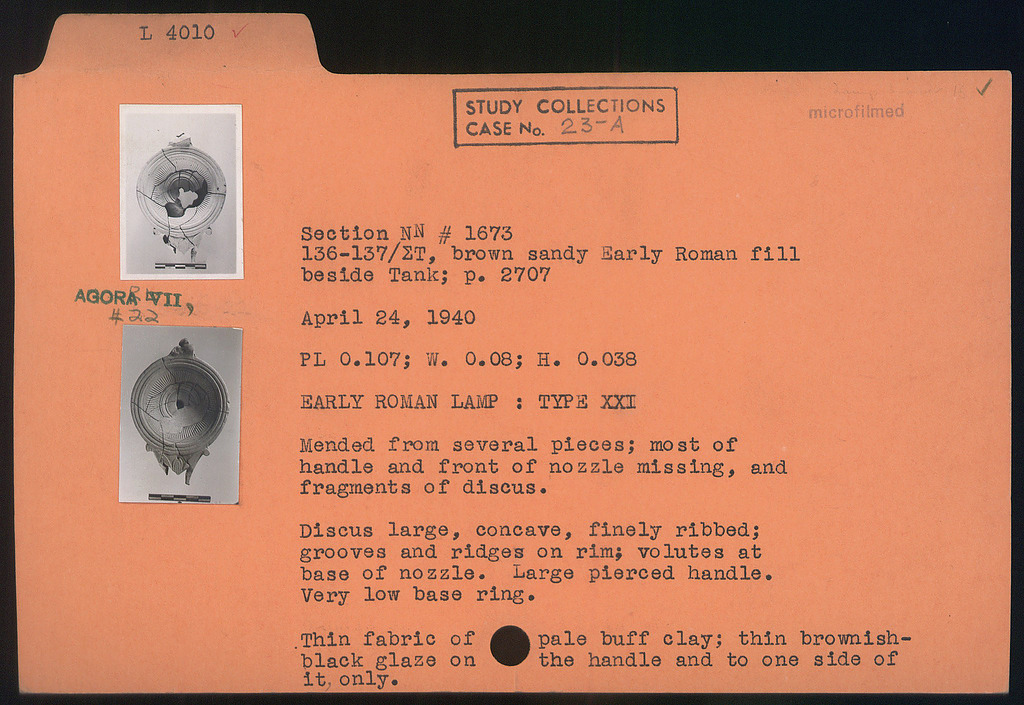 L 4010 ✓
STUDY COLLECTIONS
CASE No. 23-A
microfilmed
Section NN # 1673
136-137/ΣT, brown sandy Early Roman fill
beside Tank; p. 2707
AGORA VII,
#22
April 24, 1940
PL 0.107; W. 0.08; H. 0.038
EARLY ROMAN LAMP : TYPE XXI
Mended from several pieces; most of
handle and front of nozzle missing, and
fragments of discus.
Discus large, concave, finely ribbed;
grooves and ridges on rim; volutes at
base of nozzle. Large pierced handle.
Very low base ring.
Thin fabric of pale buff clay; thin brownish-
black glaze on the handle and to one side of
it, only.